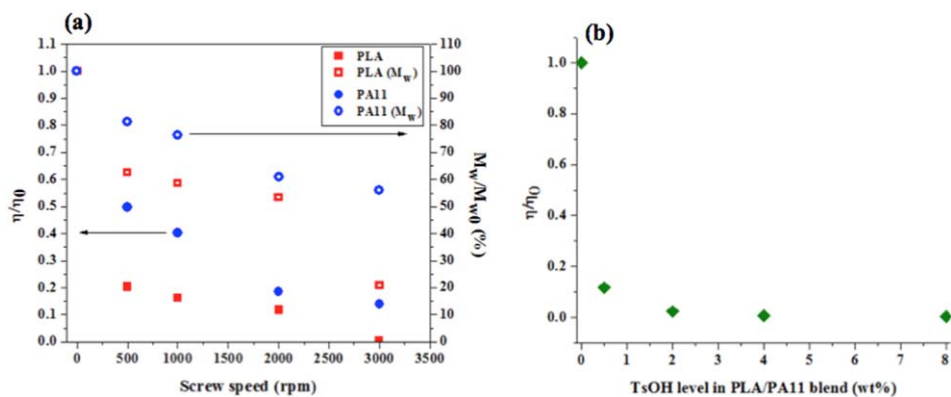 (a)
1.1
1.0
0.9
0.8
0.7
0.6
0.5
0.4
0.3
0.2
0.1
0.0
η/η₀
0 500 1000 1500 2000 2500 3000 3500
Screw speed (rpm)
110
100
90
80
70
60
50
40
30
20
10
0
M_w/M_w0 (%)
PLA
PLA (M_w)
PA11
PA11 (M_w)
(b)
1.0
0.8
0.6
0.4
0.2
0.0
η/η₀
0 1 2 3 4 5 6 7 8
TsOH level in PLA/PA11 blend (wt%)